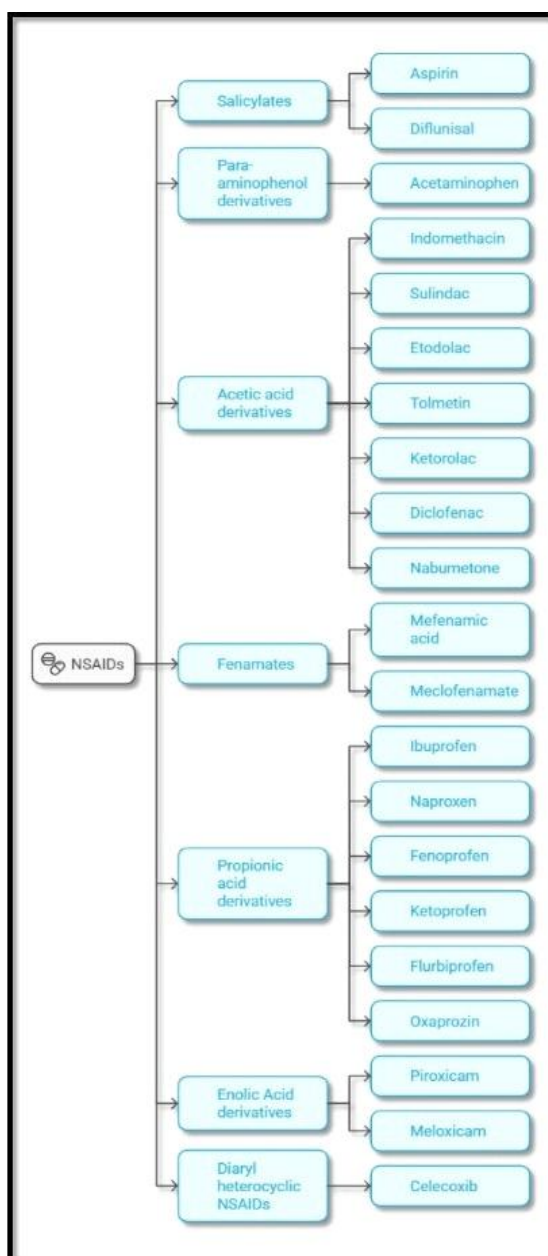 NSAIDs
Salicylates
Aspirin
Diflunisal
Para-
aminophenol
derivatives
Acetaminophen
Acetic acid
derivatives
Indomethacin
Sulindac
Etodolac
Tolmetin
Ketorolac
Diclofenac
Nabumetone
Fenamates
Mefenamic
acid
Meclofenamate
Propionic
acid
derivatives
Ibuprofen
Naproxen
Fenoprofen
Ketoprofen
Flurbiprofen
Oxaprozin
Enolic Acid
derivatives
Piroxicam
Meloxicam
Diaryl
heterocyclic
NSAIDs
Celecoxib